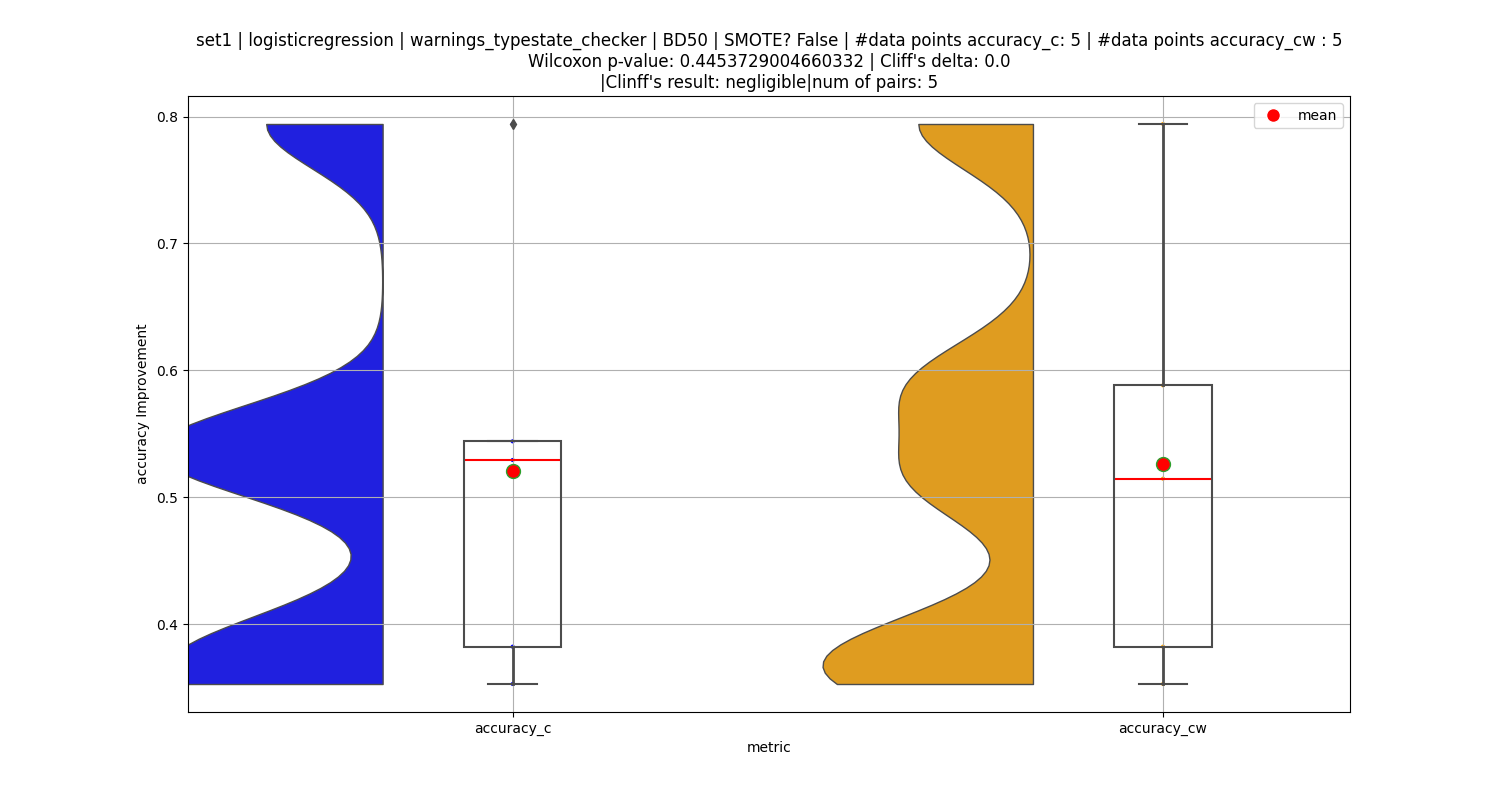 set1 | logisticregression | warnings_typestate_checker | BD50 | SMOTE? False | #data points accuracy_c: 5 | #data points accuracy_cw : 5
Wilcoxon p-value: 0.4453729004660332 | Cliff's delta: 0.0
|Clinff's result: negligible|num of pairs: 5
mean
0.8
0.7
0.6
0.5
0.4
accuracy Improvement
accuracy_c
accuracy_cw
metric